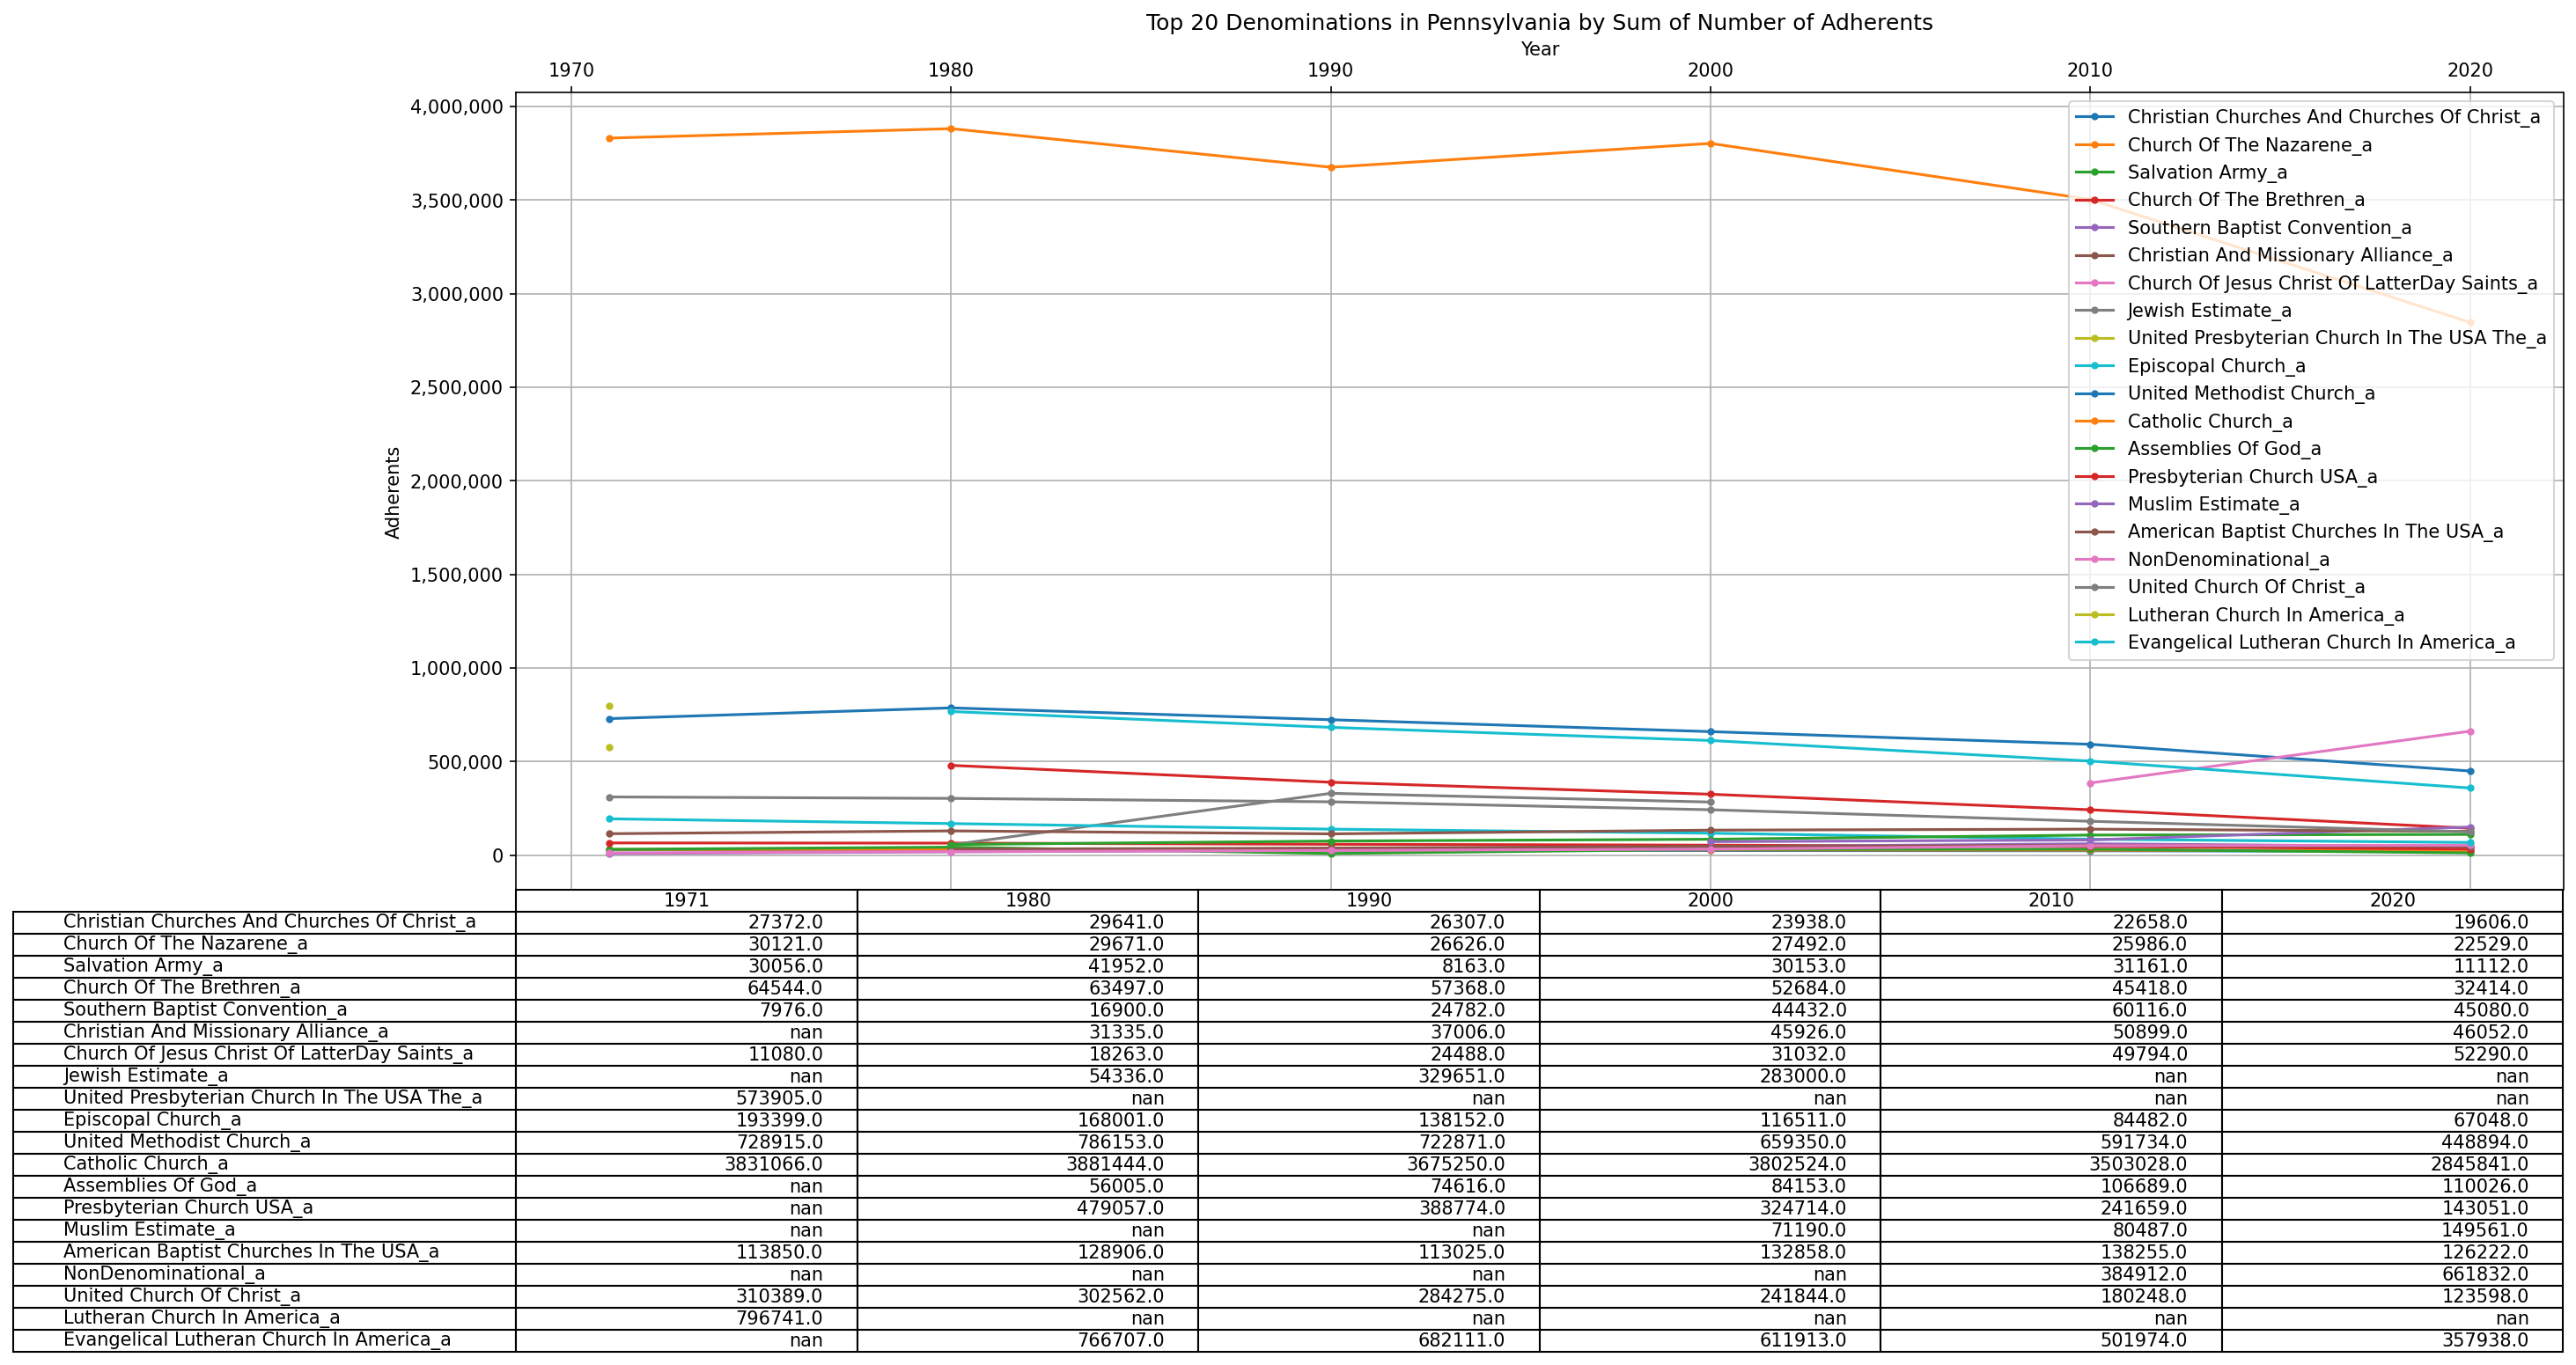 Top 20 Denominations in Pennsylvania by Sum of Number of Adherents
Year
1970 1980 1990 2000 2010 2020
4,000,000
3,500,000
3,000,000
2,500,000
2,000,000
1,500,000
1,000,000
500,000
0
Adherents
Christian Churches And Churches Of Christ_a
Church Of The Nazarene_a
Salvation Army_a
Church Of The Brethren_a
Southern Baptist Convention_a
Christian And Missionary Alliance_a
Church Of Jesus Christ Of LatterDay Saints_a
Jewish Estimate_a
United Presbyterian Church In The USA The_a
Episcopal Church_a
United Methodist Church_a
Catholic Church_a
Assemblies Of God_a
Presbyterian Church USA_a
Muslim Estimate_a
American Baptist Churches In The USA_a
NonDenominational_a
United Church Of Christ_a
Lutheran Church In America_a
Evangelical Lutheran Church In America_a
1971 1980 1990 2000 2010 2020
Christian Churches And Churches Of Christ_a 27372.0 29641.0 26307.0 23938.0 22658.0 19606.0
Church Of The Nazarene_a 30121.0 29671.0 26626.0 27492.0 25986.0 22529.0
Salvation Army_a 30056.0 41952.0 8163.0 30153.0 31161.0 11112.0
Church Of The Brethren_a 64544.0 63497.0 57368.0 52684.0 45418.0 32414.0
Southern Baptist Convention_a 7976.0 16900.0 24782.0 44432.0 60116.0 45080.0
Christian And Missionary Alliance_a nan 31335.0 37006.0 45926.0 50899.0 46052.0
Church Of Jesus Christ Of LatterDay Saints_a 11080.0 18263.0 24488.0 31032.0 49794.0 52290.0
Jewish Estimate_a nan 54336.0 329651.0 283000.0 nan nan
United Presbyterian Church In The USA The_a 573905.0 nan nan nan nan nan
Episcopal Church_a 193399.0 168001.0 138152.0 116511.0 84482.0 67048.0
United Methodist Church_a 728915.0 786153.0 722871.0 659350.0 591734.0 448894.0
Catholic Church_a 3831066.0 3881444.0 3675250.0 3802524.0 3503028.0 2845841.0
Assemblies Of God_a nan 56005.0 74616.0 84153.0 106689.0 110026.0
Presbyterian Church USA_a nan 479057.0 388774.0 324714.0 241659.0 143051.0
Muslim Estimate_a nan nan nan 71190.0 80487.0 149561.0
American Baptist Churches In The USA_a 113850.0 128906.0 113025.0 132858.0 138255.0 126222.0
NonDenominational_a nan nan nan nan 384912.0 661832.0
United Church Of Christ_a 310389.0 302562.0 284275.0 241844.0 180248.0 123598.0
Lutheran Church In America_a 796741.0 nan nan nan nan nan
Evangelical Lutheran Church In America_a nan 766707.0 682111.0 611913.0 501974.0 357938.0